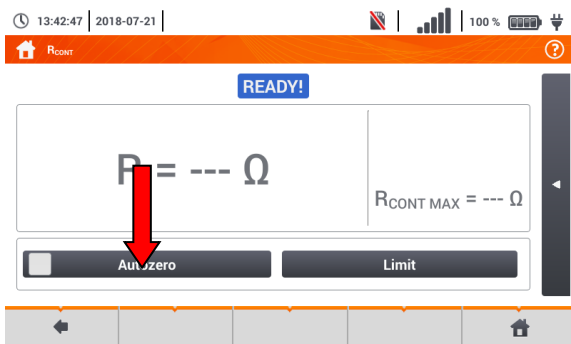 13:42:47 2018-07-21 100 %
RCONT
READY!
R = --- Ω
RCONT MAX = --- Ω
Autozero Limit